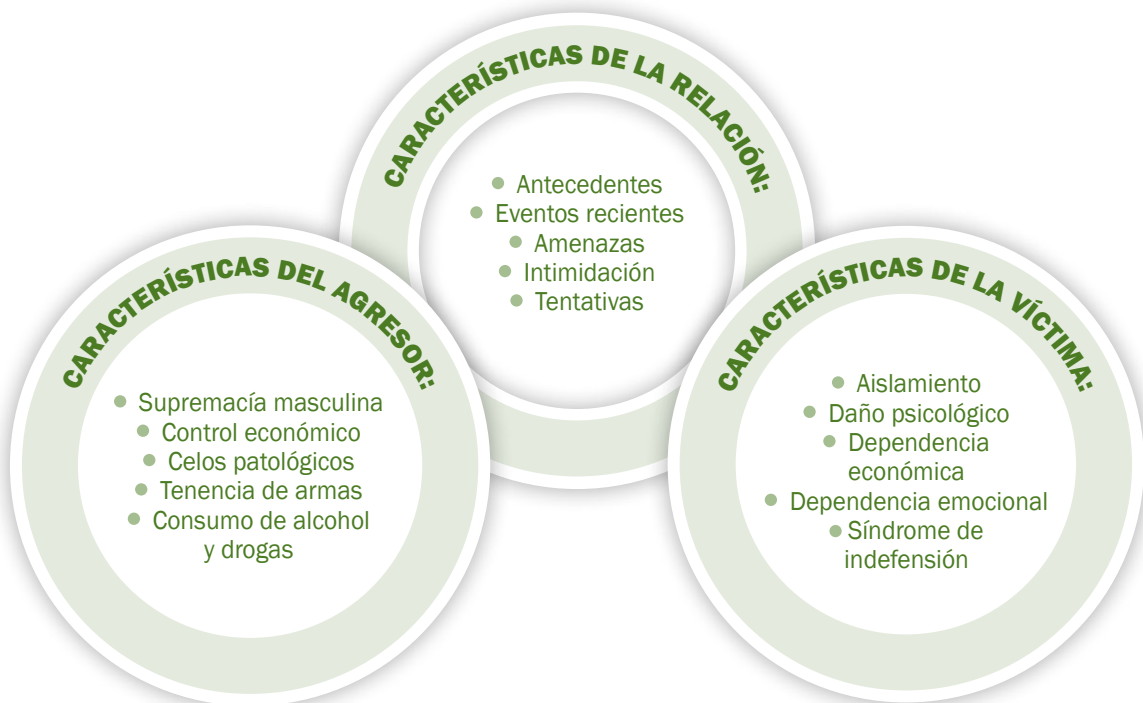 CARACTERÍSTICAS DE LA RELACIÓN:
• Antecedentes
• Eventos recientes
• Amenazas
• Intimidación
• Tentativas
CARACTERÍSTICAS DEL AGRESOR:
• Supremacía masculina
• Control económico
• Celos patológicos
• Tenencia de armas
• Consumo de alcohol
y drogas
CARACTERÍSTICAS DE LA VÍCTIMA:
• Aislamiento
• Daño psicológico
• Dependencia
económica
• Dependencia emocional
• Síndrome de
indefensión